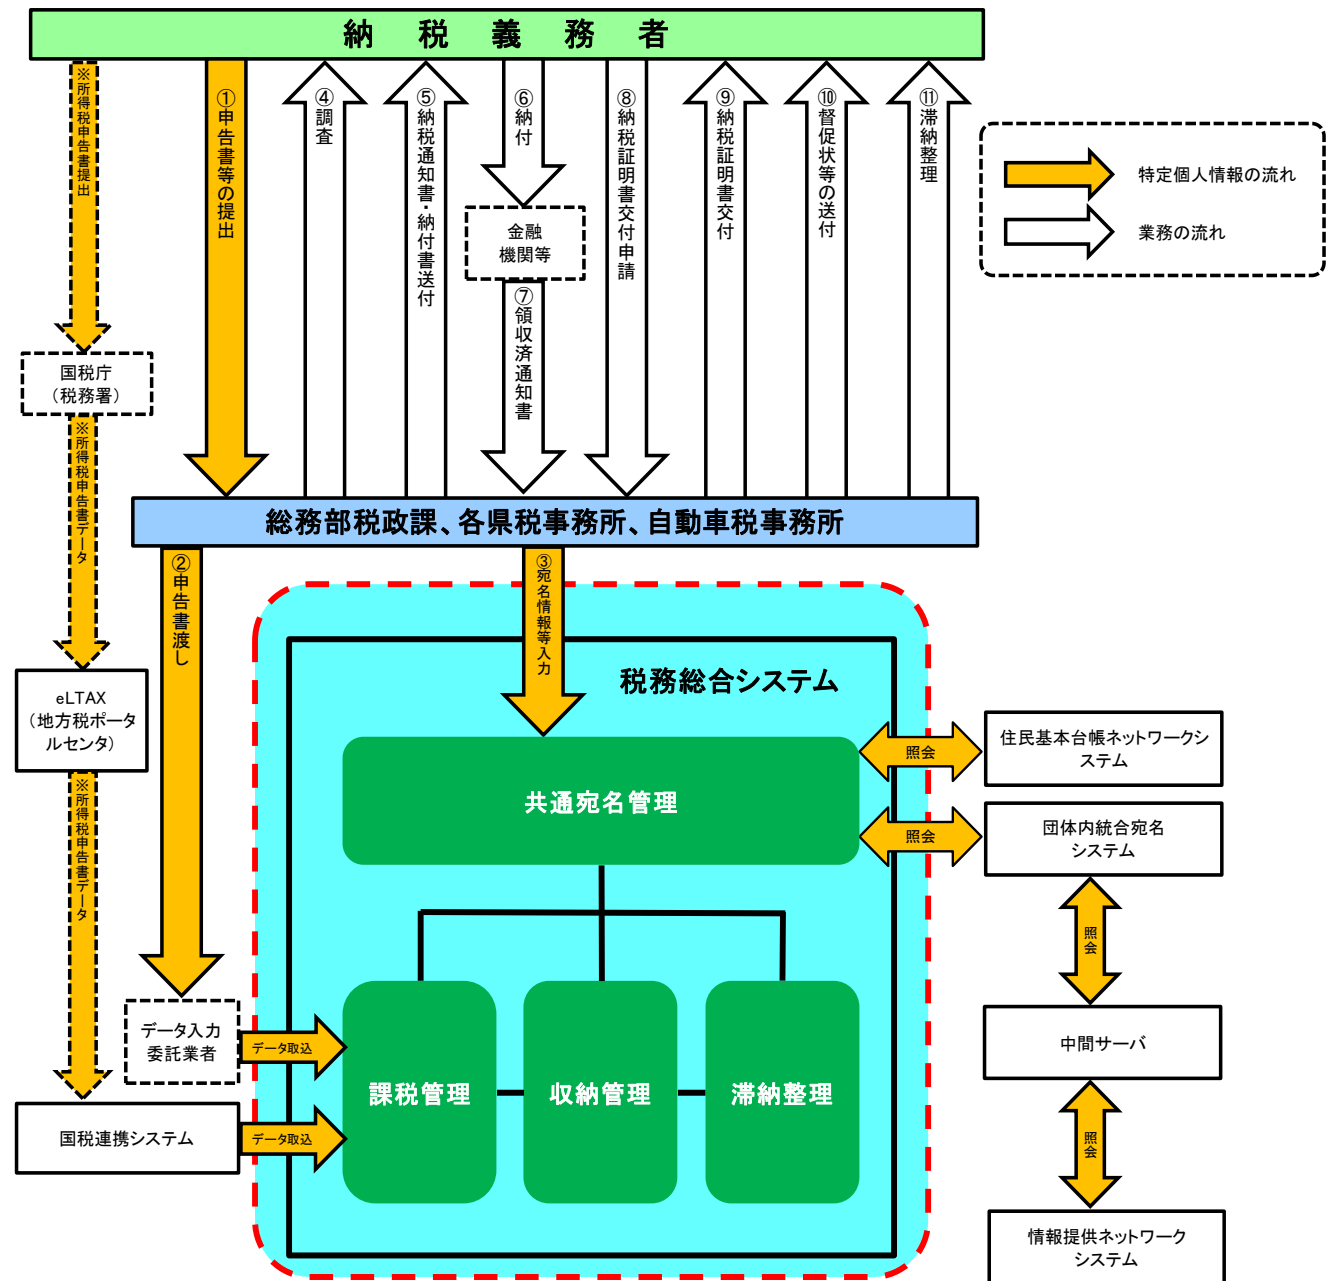 納税義務者
※所得税申告書提出
①申告書等の提出
④調査
⑤納税通知書・納付書送付
⑥納付
⑧納税証明書交付申請
⑨納税証明書交付
⑩督促状等の送付
⑪滞納整理
特定個人情報の流れ
業務の流れ
金融
機関等
⑦領収済通知書
国税庁
（税務署）
※所得税申告書データ
総務部税政課、各県税事務所、自動車税事務所
②申告書渡し
③宛名情報等入力
税務総合システム
eLTAX
（地方税ポータ
ルセンタ）
※所得税申告書データ
共通宛名管理
照会
住民基本台帳ネットワークシ
ステム
照会
団体内統合宛名
システム
照会
データ入力
委託業者
データ取込
課税管理
収納管理
滞納整理
中間サーバ
国税連携システム
データ取込
照会
情報提供ネットワーク
システム